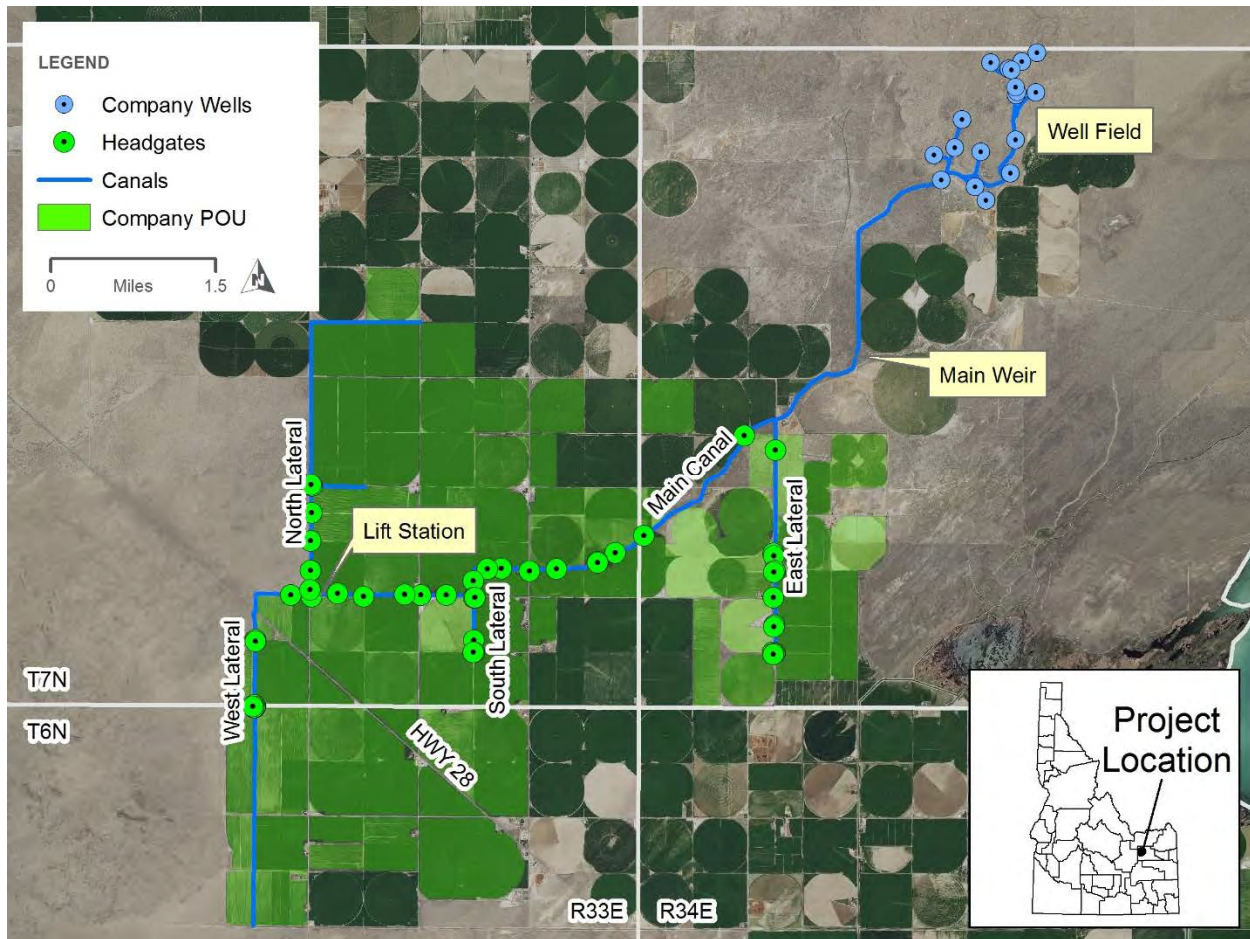 LEGEND
Company Wells
Headgates
Canals
Company POU
0 Miles 1.5
N
Well Field
Main Weir
Main Canal
North Lateral
Lift Station
East Lateral
South Lateral
West Lateral
T7N
T6N
HWY 28
R33E
R34E
Project
Location